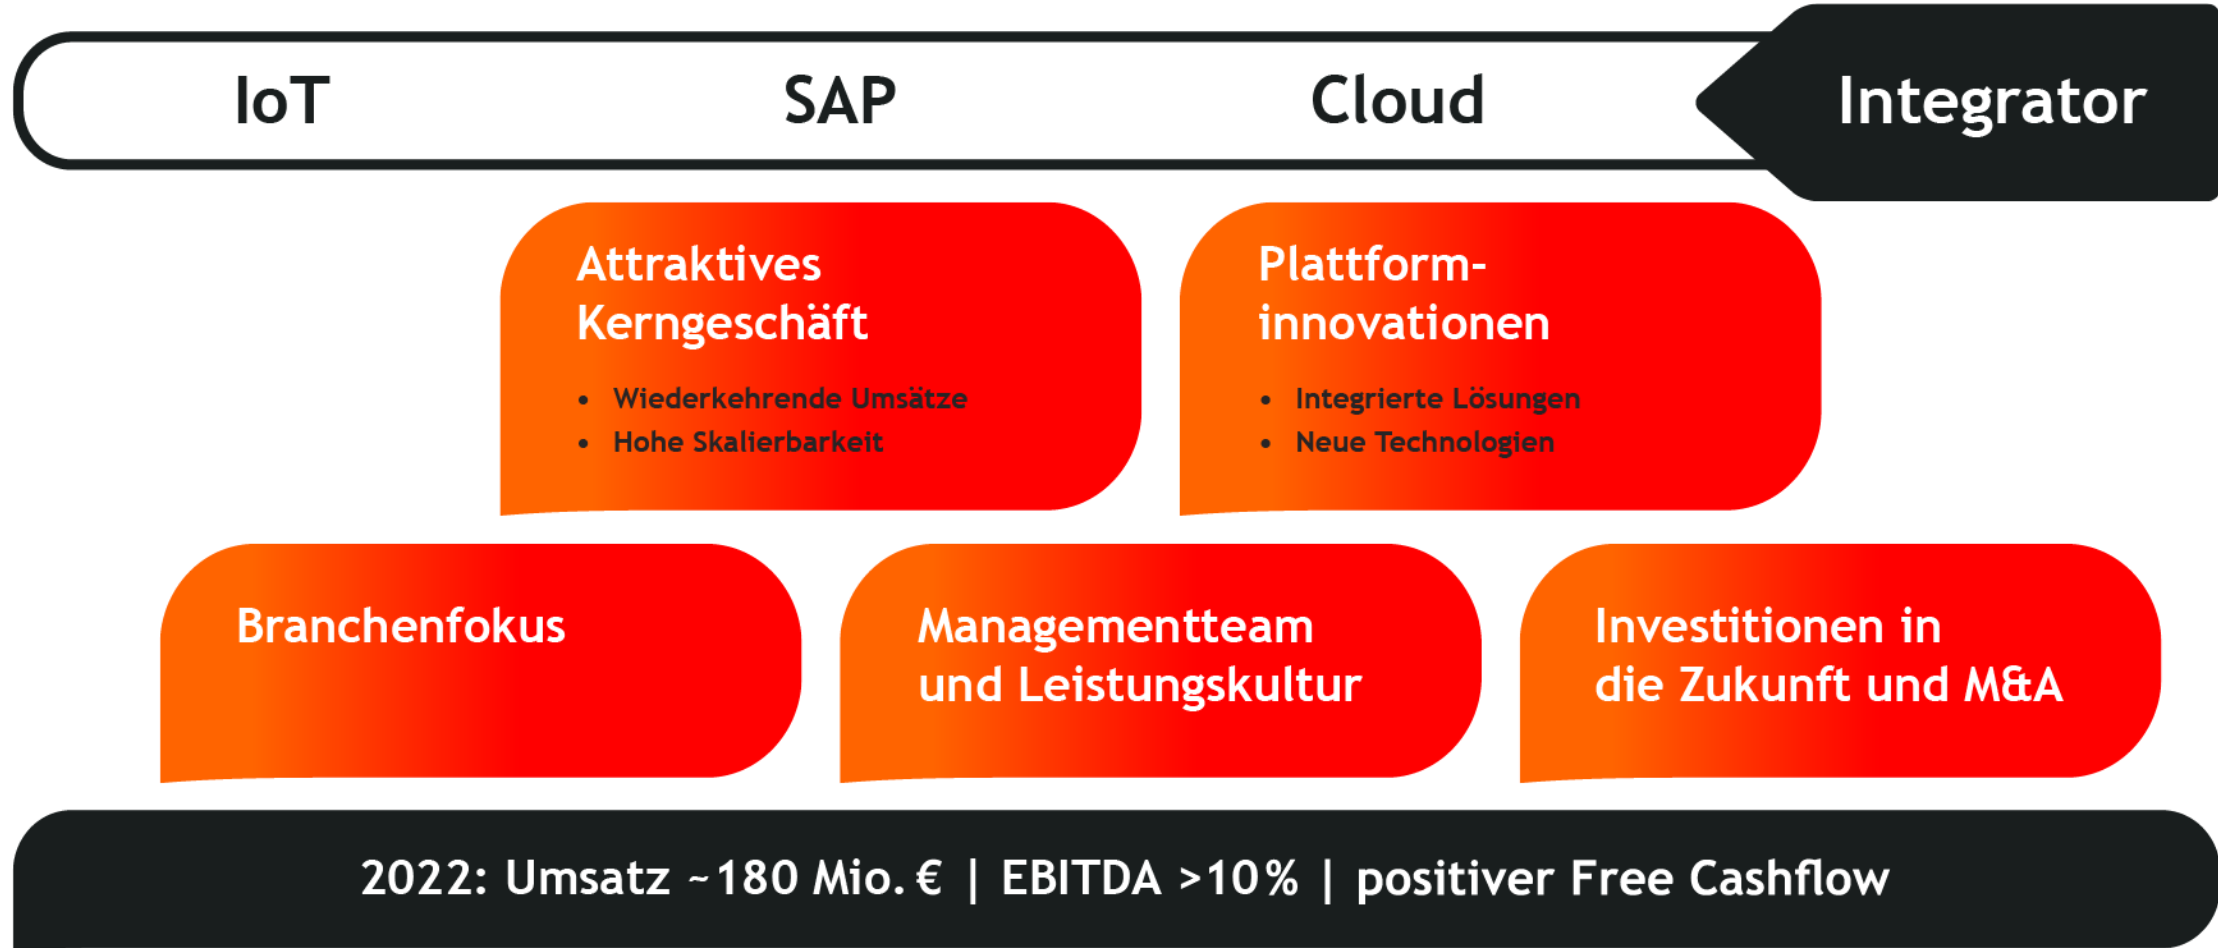 IoT SAP Cloud Integrator
Attraktives
Kerngeschäft
• Wiederkehrende Umsätze
• Hohe Skalierbarkeit
Plattform-
innovationen
• Integrierte Lösungen
• Neue Technologien
Branchenfokus
Managementteam
und Leistungskultur
Investitionen in
die Zukunft und M&A
2022: Umsatz ~180 Mio. € | EBITDA >10% | positiver Free Cashflow